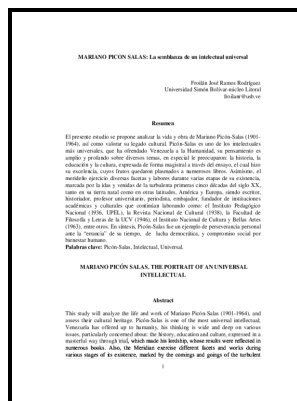 MARIANO PICON SALAS: La semblanza de un intelectual universal
Froilán José Ramos Rodríguez
Universidad Simón Bolívar-núcleo Litoral
froilanr@usb.ve
Resumen
El presente estudio se propone analizar la vida y obra de Mariano Picón-Salas (1901-
1964), así como valorar su legado cultural. Picón-Salas es uno de los intelectuales
más universales, que ha ofrendado Venezuela a la Humanidad, su pensamiento es
amplio y profundo sobre diversos temas, en especial le preocuparon: la historia, la
educación y la cultura, expresada de forma magistral a través del ensayo, el cual hizo
su excelencia, cuyos frutos quedaron plasmados a numerosos libros. Asimismo, el
merideño ejerció diversas facetas y labores durante varias etapas de su existencia,
marcada por la idas y venidas de la turbulenta primeras cinco décadas del siglo XX,
tanto en su tierra natal como en otras latitudes, América y Europa, siendo escritor,
historiador, profesor universitario, periodista, embajador, fundador de instituciones
académicas y culturales que continúan laborando como: el Instituto Pedagógico
Nacional (1936, UPEL), la Revista Nacional de Cultural (1938), la Facultad de
Filosofía y Letras de la UCV (1946), el Instituto Nacional de Cultura y Bellas Artes
(1963), entre otros. En síntesis, Picón-Salas fue un ejemplo de perseverancia personal
ante la "errancia" de su tiempo, de lucha democrática, y compromiso social por
bienestar humano.
Palabras clave: Picón-Salas, Intelectual, Universal.
MARIANO PICÓN SALAS. THE PORTRAIT OF AN UNIVERSAL
INTELLECTUAL
Abstract
This study will analyze the life and work of Mariano Picón-Salas (1901-1964), and
assess their cultural heritage. Picón-Salas is one of the most universal intellectual;
Venezuela has offered up to humanity, his thinking is wide and deep on various
issues, particularly concerned about: the history, education and culture, expressed in a
masterful way through trial, which made his lordship, whose results were reflected in
numerous books. Also, the Meridian exercise different facets and works during
various stages of its existence, marked by the comings and goings of the turbulent
1